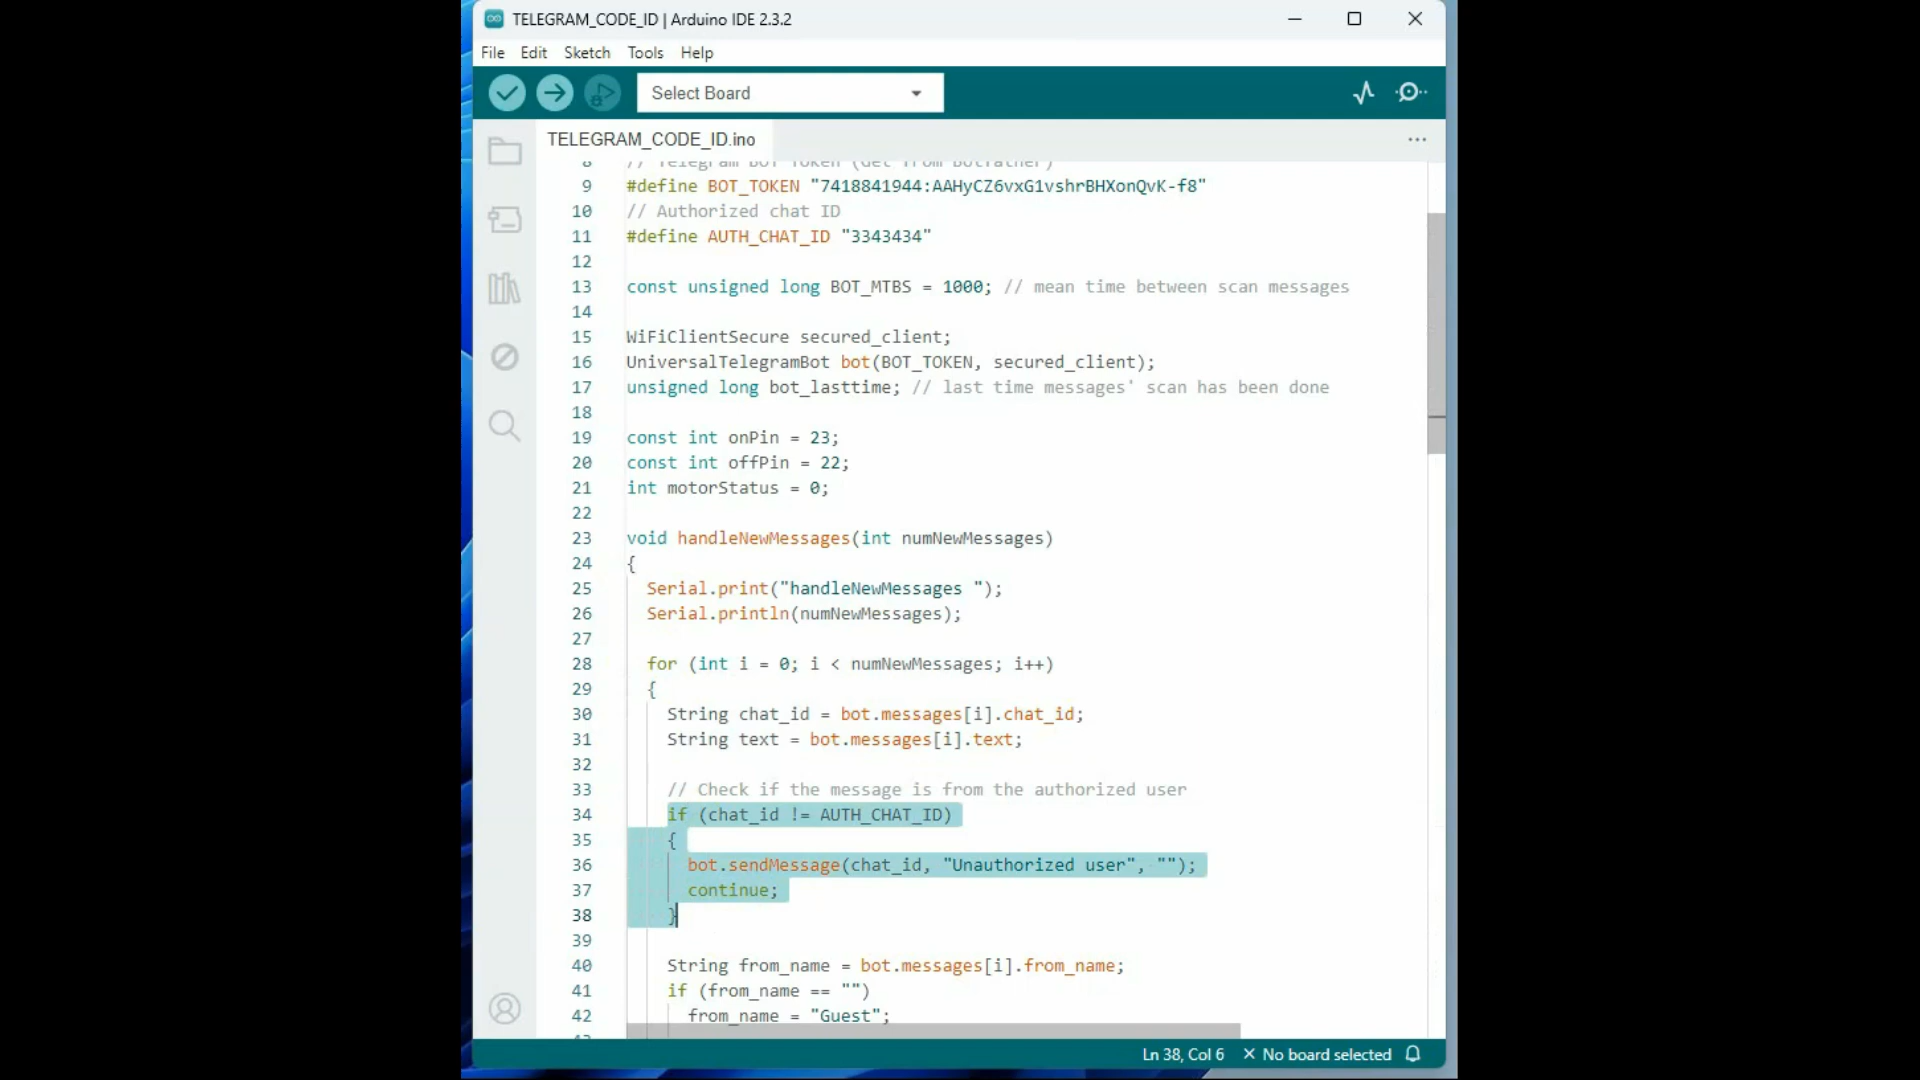 TELEGRAM_CODE_ID | Arduino IDE 2.3.2
File Edit Sketch Tools Help
Select Board
TELEGRAM_CODE_ID.ino
8 // Telegram BOT Token (Get from Botfather)
9 #define BOT_TOKEN "7418841944:AAHyCZ6vxG1vshrBHXonQvK-f8"
10 // Authorized chat ID
11 #define AUTH_CHAT_ID "3343434"
12
13 const unsigned long BOT_MTBS = 1000; // mean time between scan messages
14
15 WiFiClientSecure secured_client;
16 UniversalTelegramBot bot(BOT_TOKEN, secured_client);
17 unsigned long bot_lasttime; // last time messages' scan has been done
18
19 const int onPin = 23;
20 const int offPin = 22;
21 int motorStatus = 0;
22
23 void handleNewMessages(int numNewMessages)
24 {
25 Serial.print("handleNewMessages ");
26 Serial.println(numNewMessages);
27
28 for (int i = 0; i < numNewMessages; i++)
29 {
30 String chat_id = bot.messages[i].chat_id;
31 String text = bot.messages[i].text;
32
33 // Check if the message is from the authorized user
34 if (chat_id != AUTH_CHAT_ID)
35 {
36 bot.sendMessage(chat_id, "Unauthorized user", "");
37 continue;
38 }
39
40 String from_name = bot.messages[i].from_name;
41 if (from_name == "")
42 from_name = "Guest";
Ln 38, Col 6 × No board selected